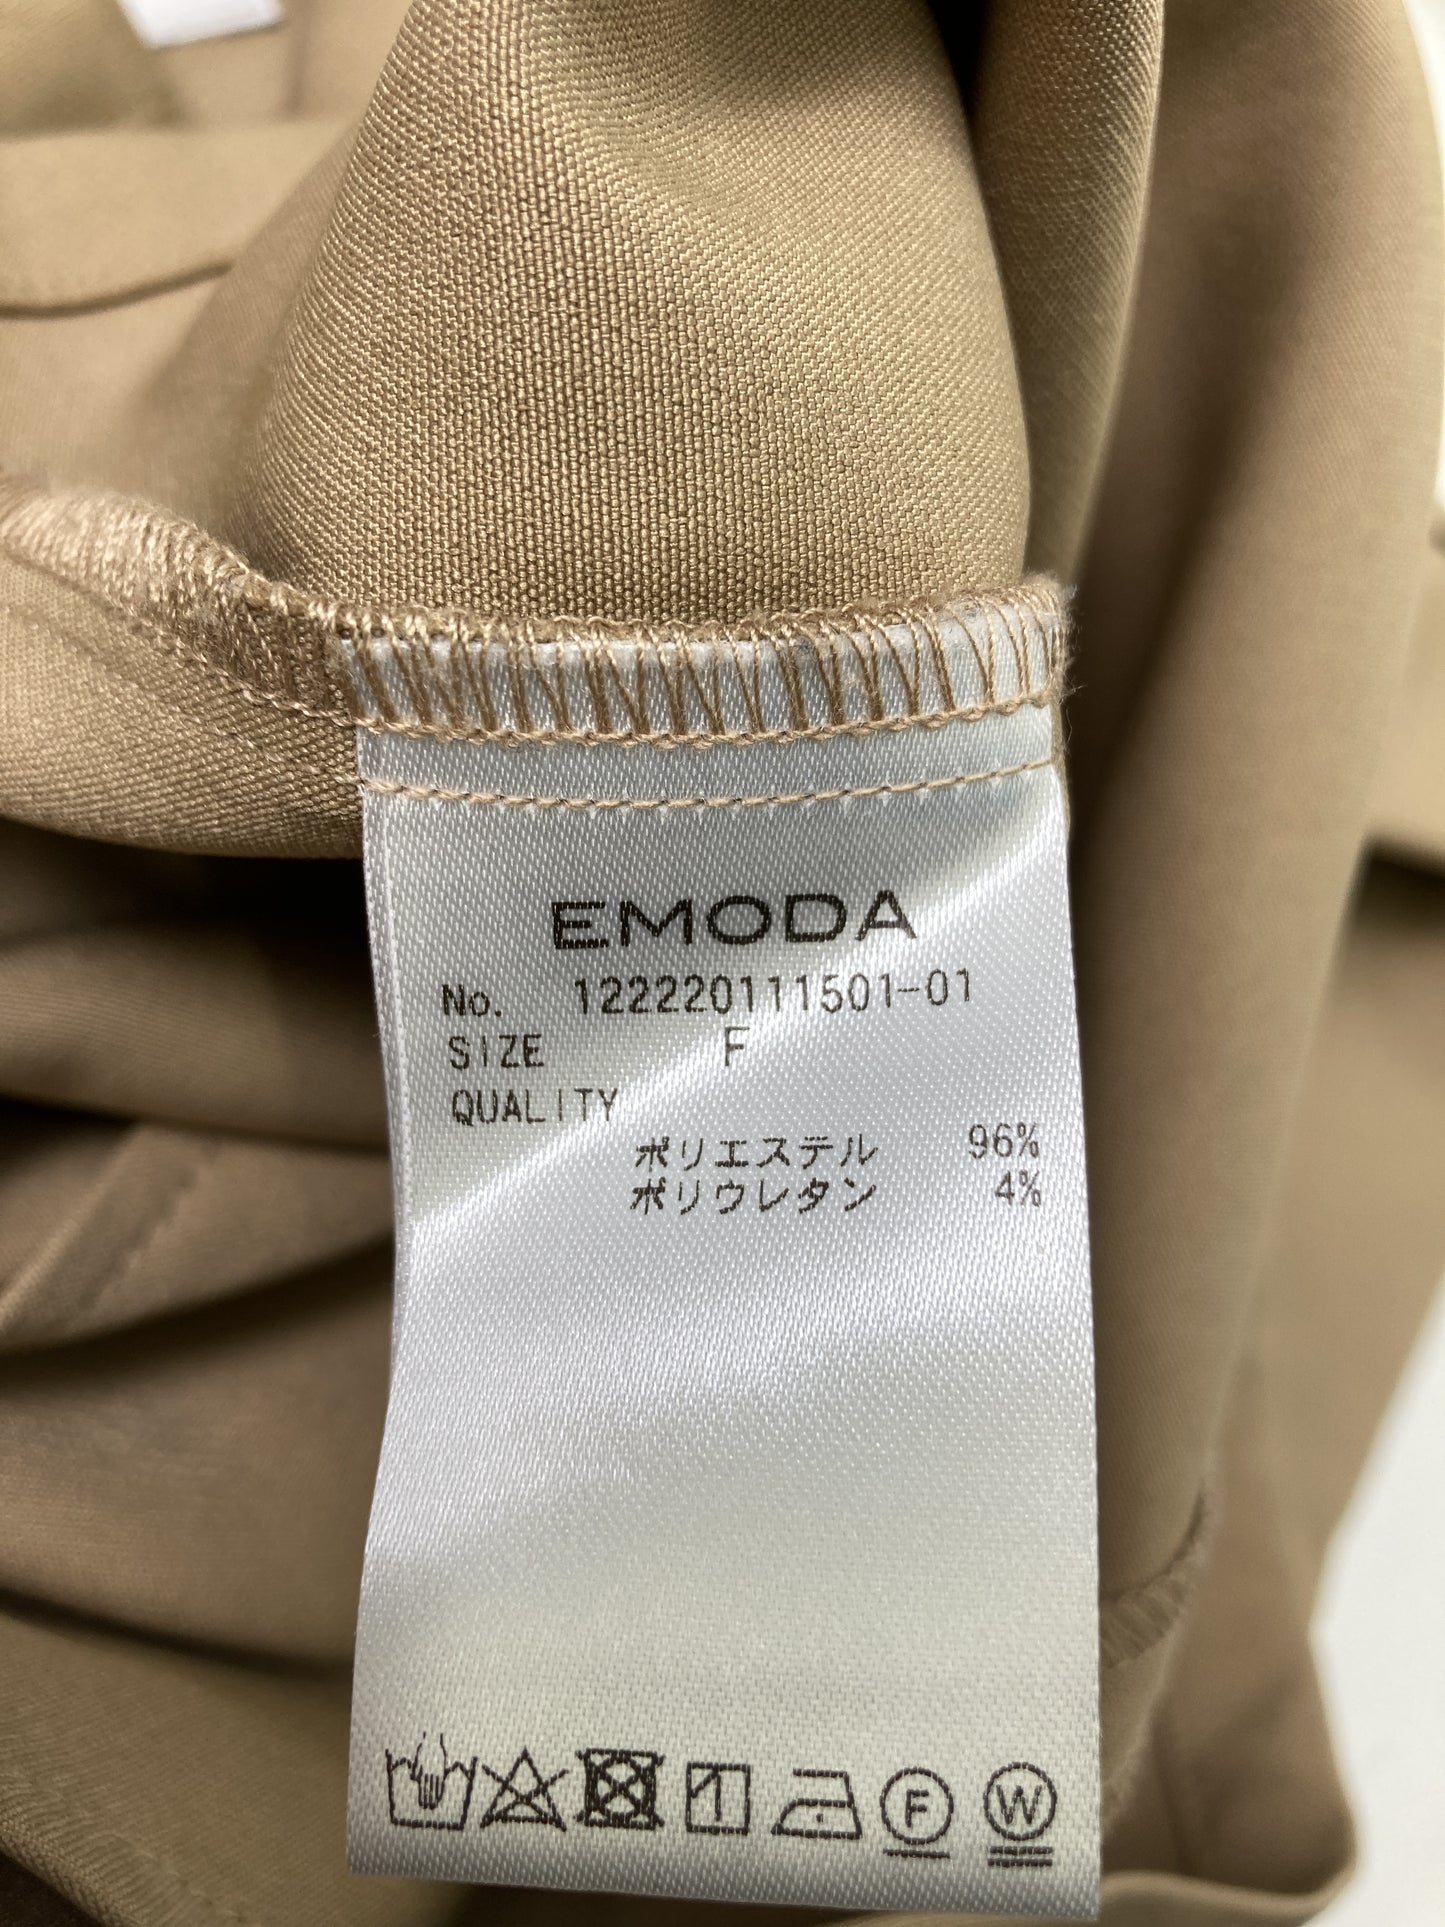 EMODA
No. 122220111501-01
SIZE F
QUALITY
ポリエステル 96%
ポリウレタン 4%
F W